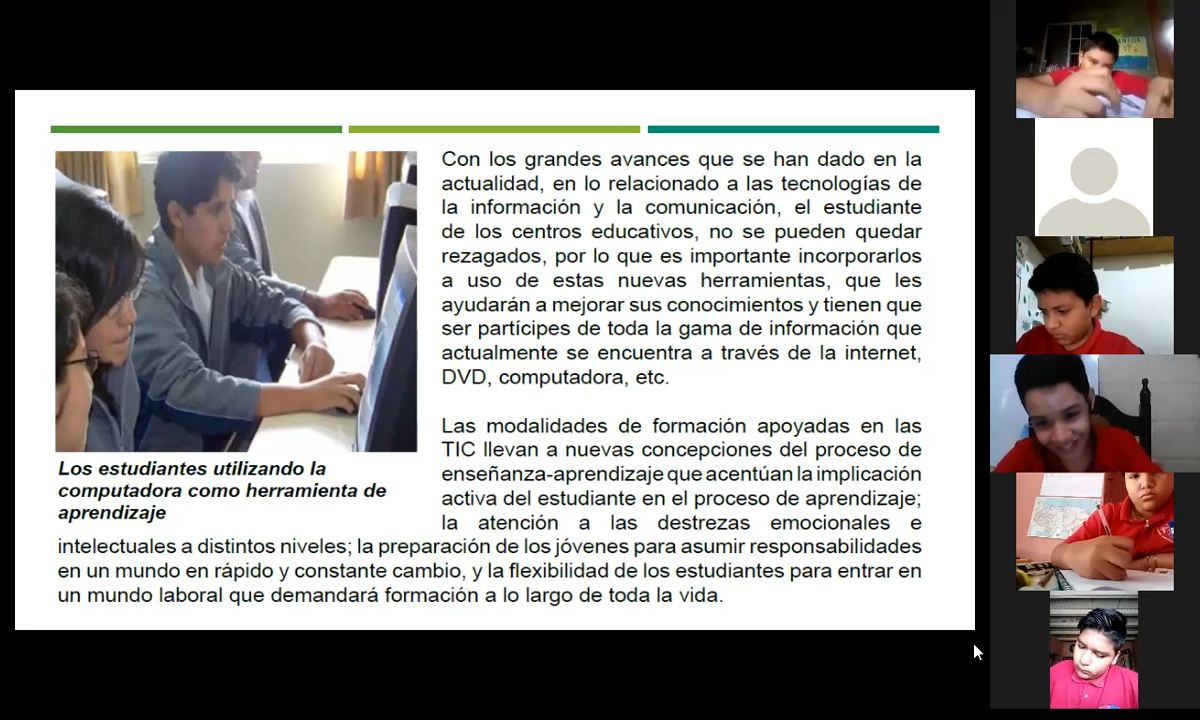 Con los grandes avances que se han dado en la
actualidad, en lo relacionado a las tecnologías de
la información y la comunicación, el estudiante
de los centros educativos, no se pueden quedar
rezagados, por lo que es importante incorporarlos
a uso de estas nuevas herramientas, que les
ayudarán a mejorar sus conocimientos y tienen que
ser partícipes de toda la gama de información que
actualmente se encuentra a través de la internet,
DVD, computadora, etc.
Los estudiantes utilizando la
computadora como herramienta de
aprendizaje
Las modalidades de formación apoyadas en las
TIC llevan a nuevas concepciones del proceso de
enseñanza-aprendizaje que acentúan la implicación
activa del estudiante en el proceso de aprendizaje;
la atención a las destrezas emocionales e
intelectuales a distintos niveles; la preparación de los jóvenes para asumir responsabilidades
en un mundo en rápido y constante cambio, y la flexibilidad de los estudiantes para entrar en
un mundo laboral que demandará formación a lo largo de toda la vida.